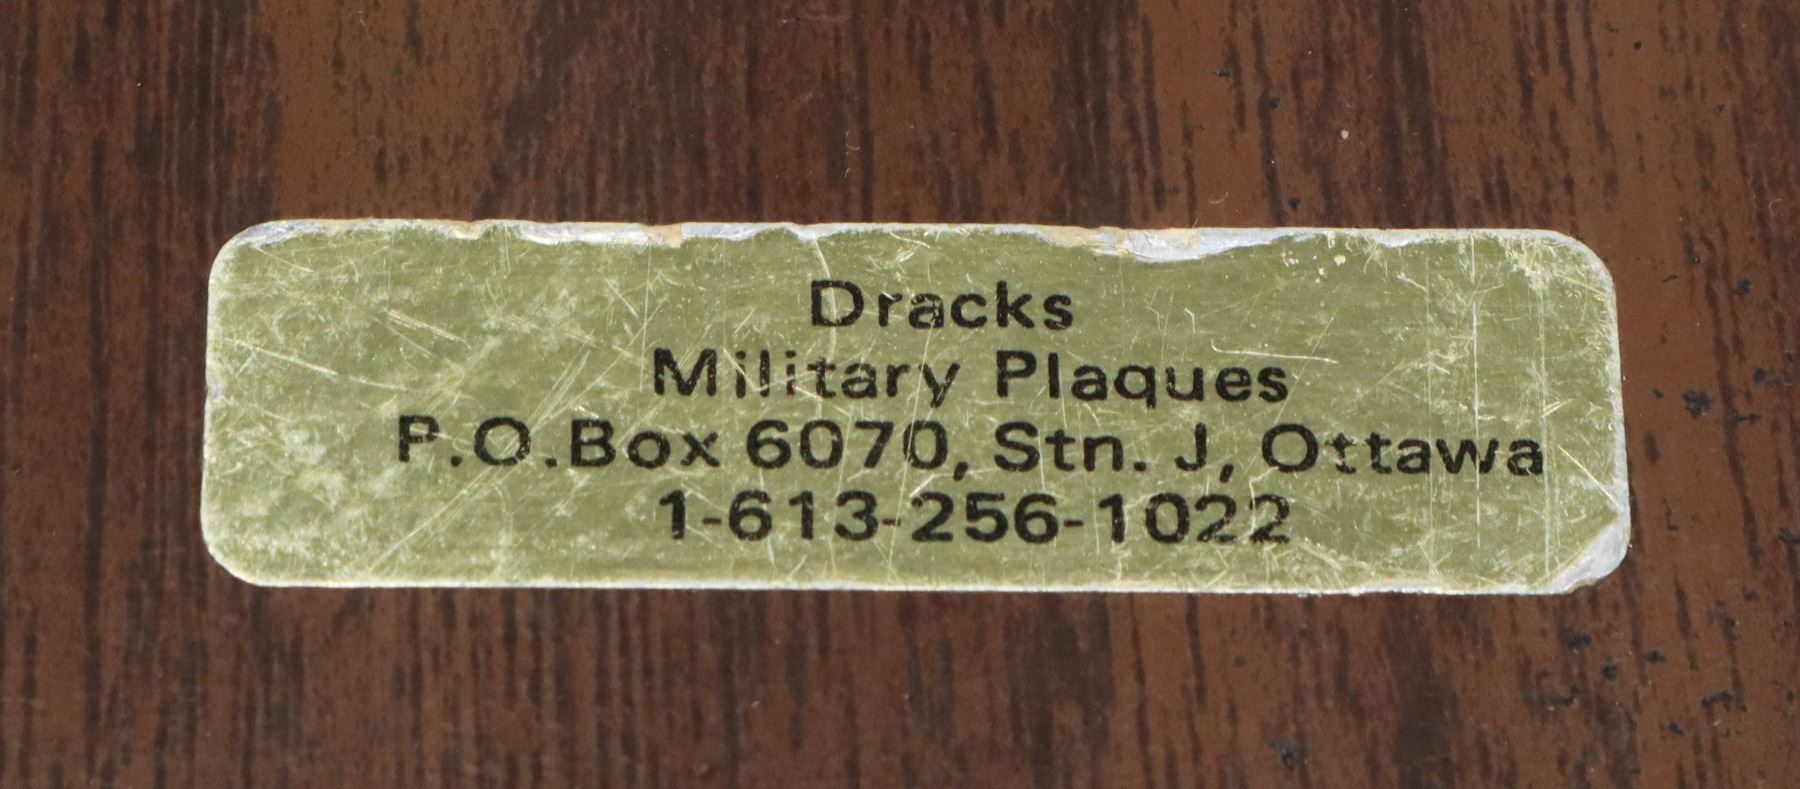 Dracks
Military Plaques
P.O.Box 6070, Stn. J, Ottawa
1-613-256-1022